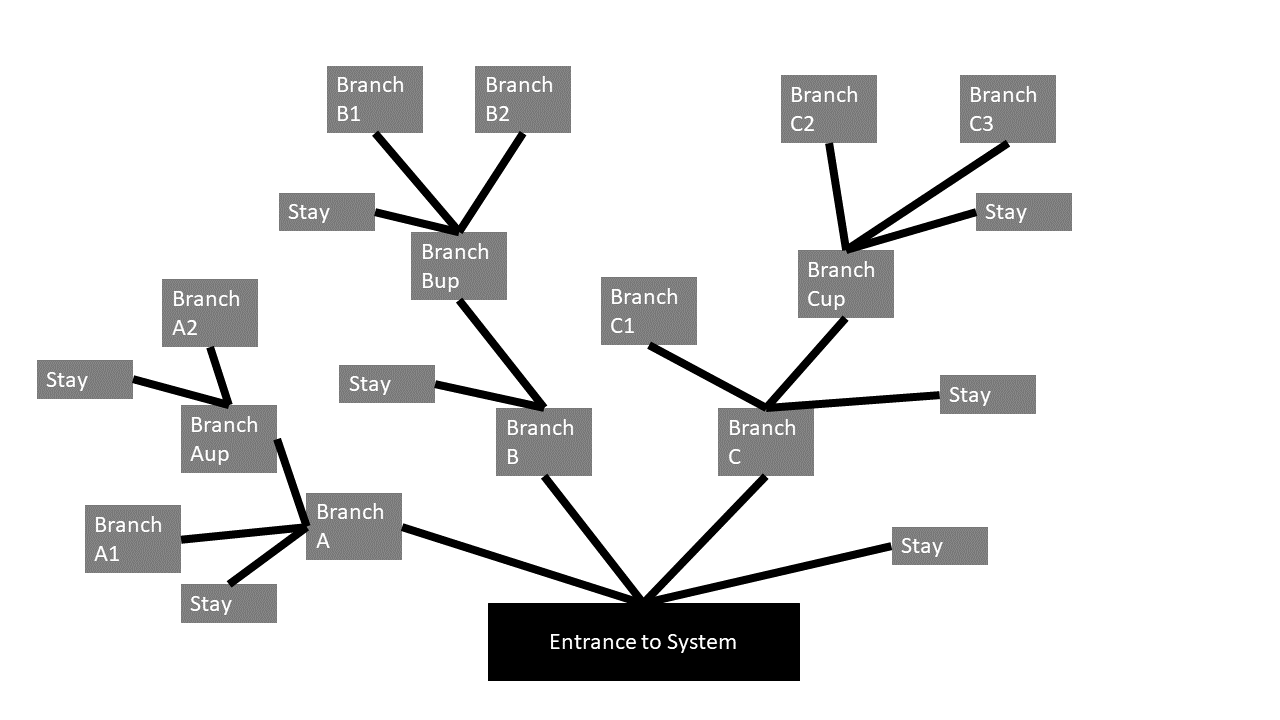 Branch
B1
Branch
B2
Branch
C2
Branch
C3
Stay
Stay
Branch
Bup
Branch
Cup
Branch
A2
Branch
C1
Stay
Stay
Stay
Branch
Aup
Branch
B
Branch
C
Branch
A1
Branch
A
Stay
Stay
Entrance to System